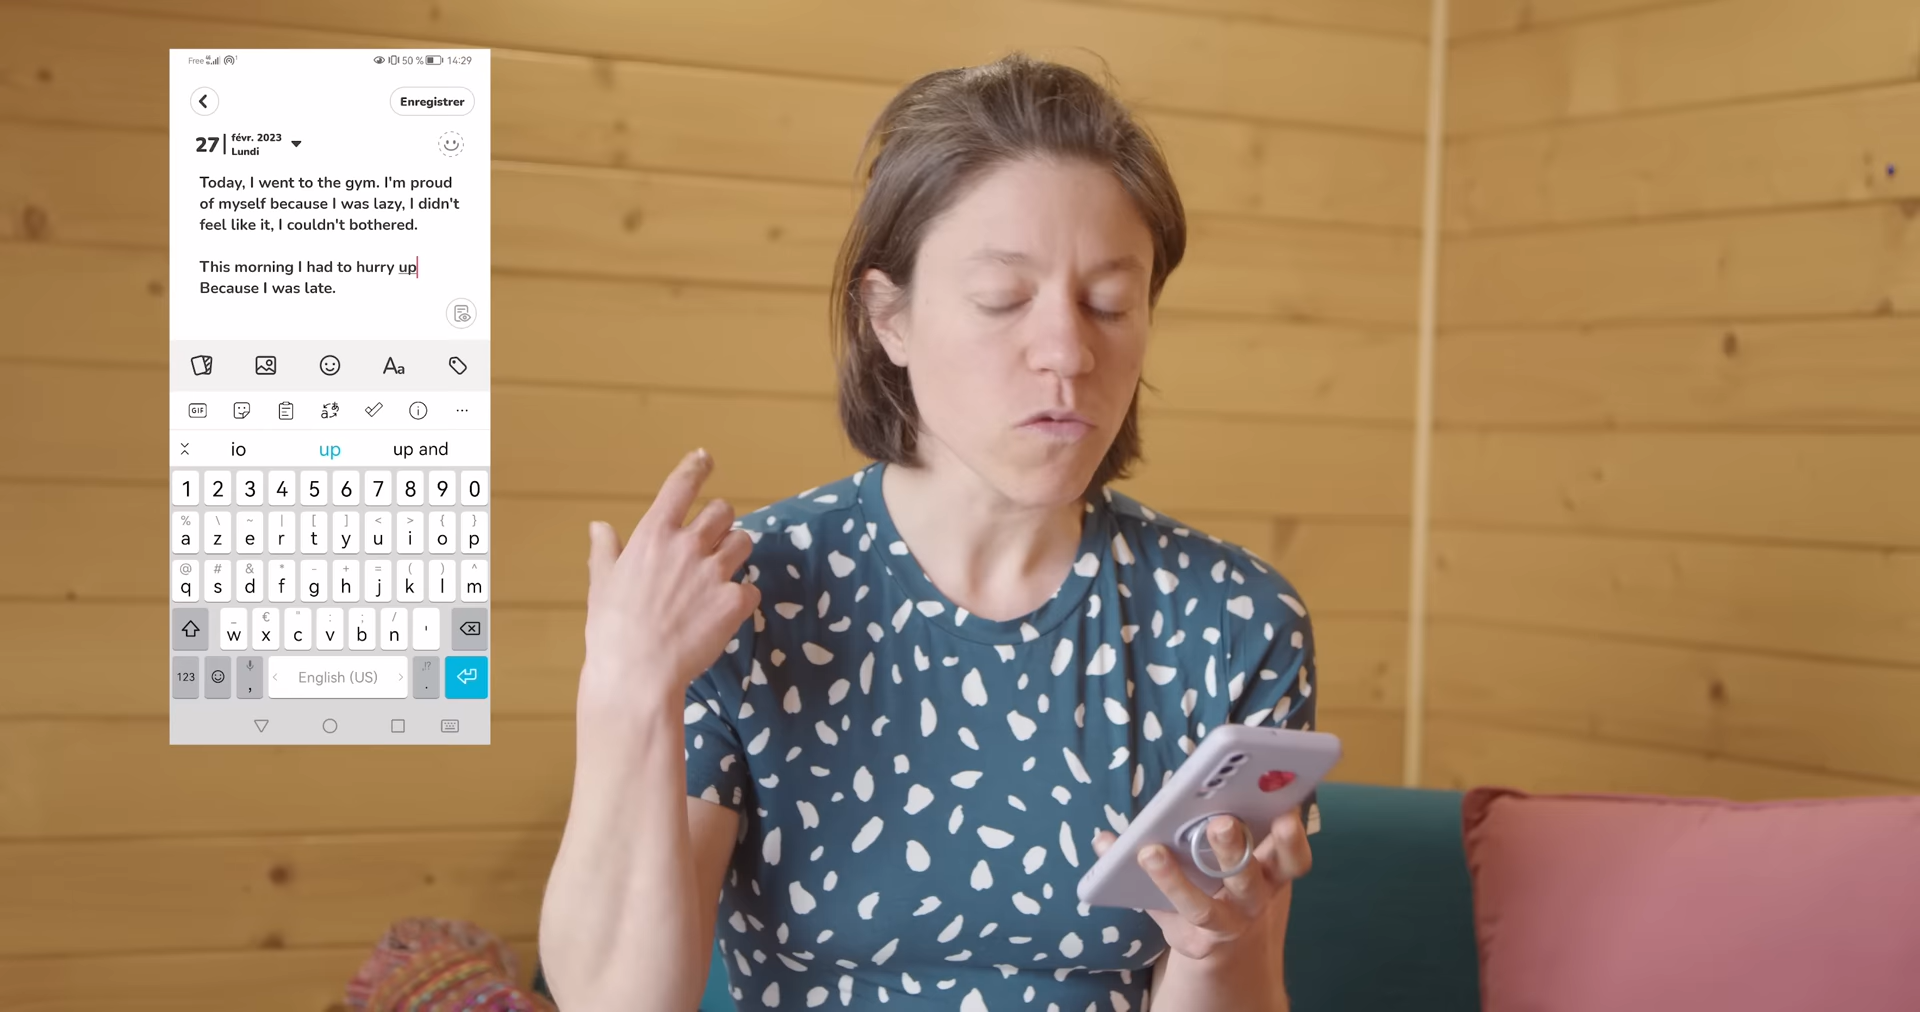 Free 14:29 50 %
Enregistrer
27 févr. 2023
Lundi
Today, I went to the gym. I'm proud
of myself because I was lazy, I didn't
feel like it, I couldn't bothered.
This morning I had to hurry up
Because I was late.
Aa
GIF
io up up and
1 2 3 4 5 6 7 8 9 0
% \ ~ | [ ] < > { }
a z e r t y u i o p
@ # & * - + = ( ) ^
q s d f g h j k l m
_ € " : ; /
w x c v b n '
123 , English (US) .
,!?